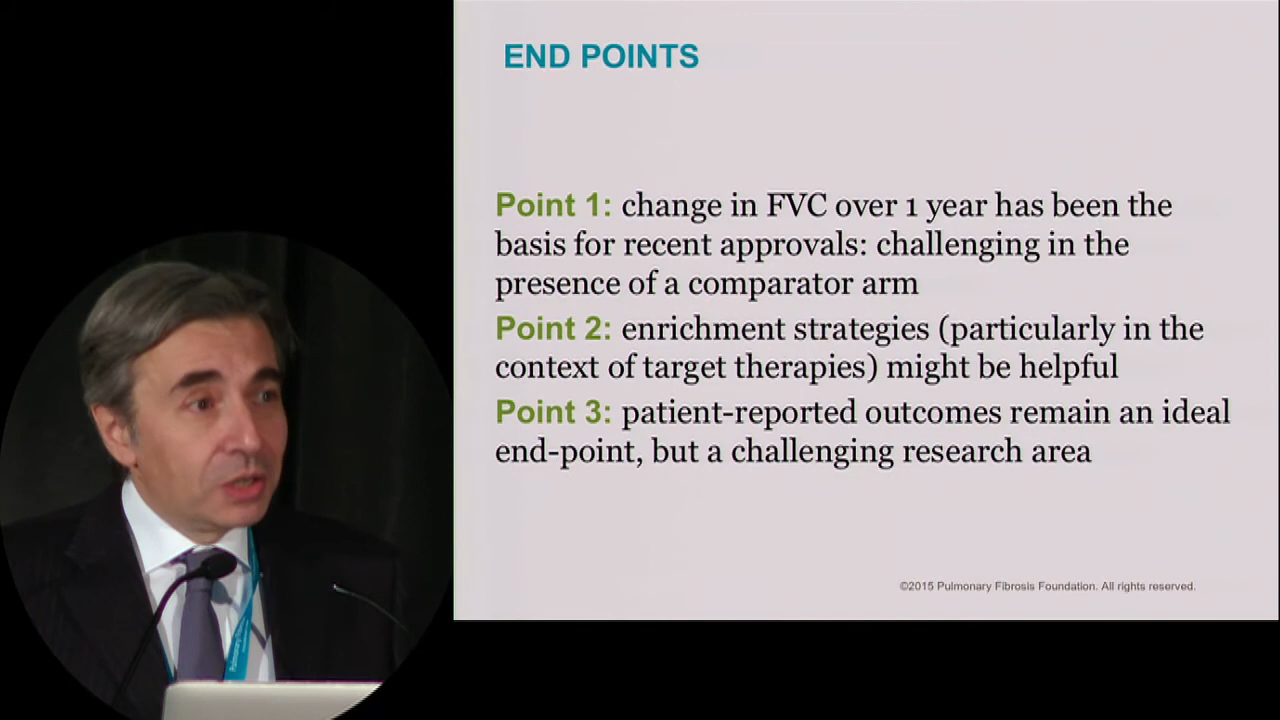 END POINTS
Point 1: change in FVC over 1 year has been the
basis for recent approvals: challenging in the
presence of a comparator arm
Point 2: enrichment strategies (particularly in the
context of target therapies) might be helpful
Point 3: patient-reported outcomes remain an ideal
end-point, but a challenging research area
©2015 Pulmonary Fibrosis Foundation. All rights reserved.
Pulmonary